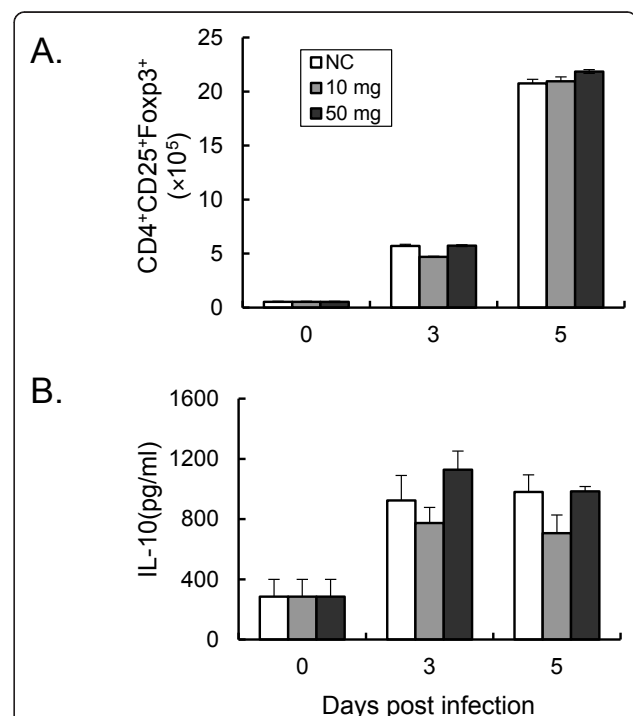 A.
CD4⁺CD25⁺Foxp3⁺
(×10⁵)
25
20
15
10
5
0
NC
10 mg
50 mg
0 3 5
B.
IL-10(pg/ml)
1600
1200
800
400
0
0 3 5
Days post infection